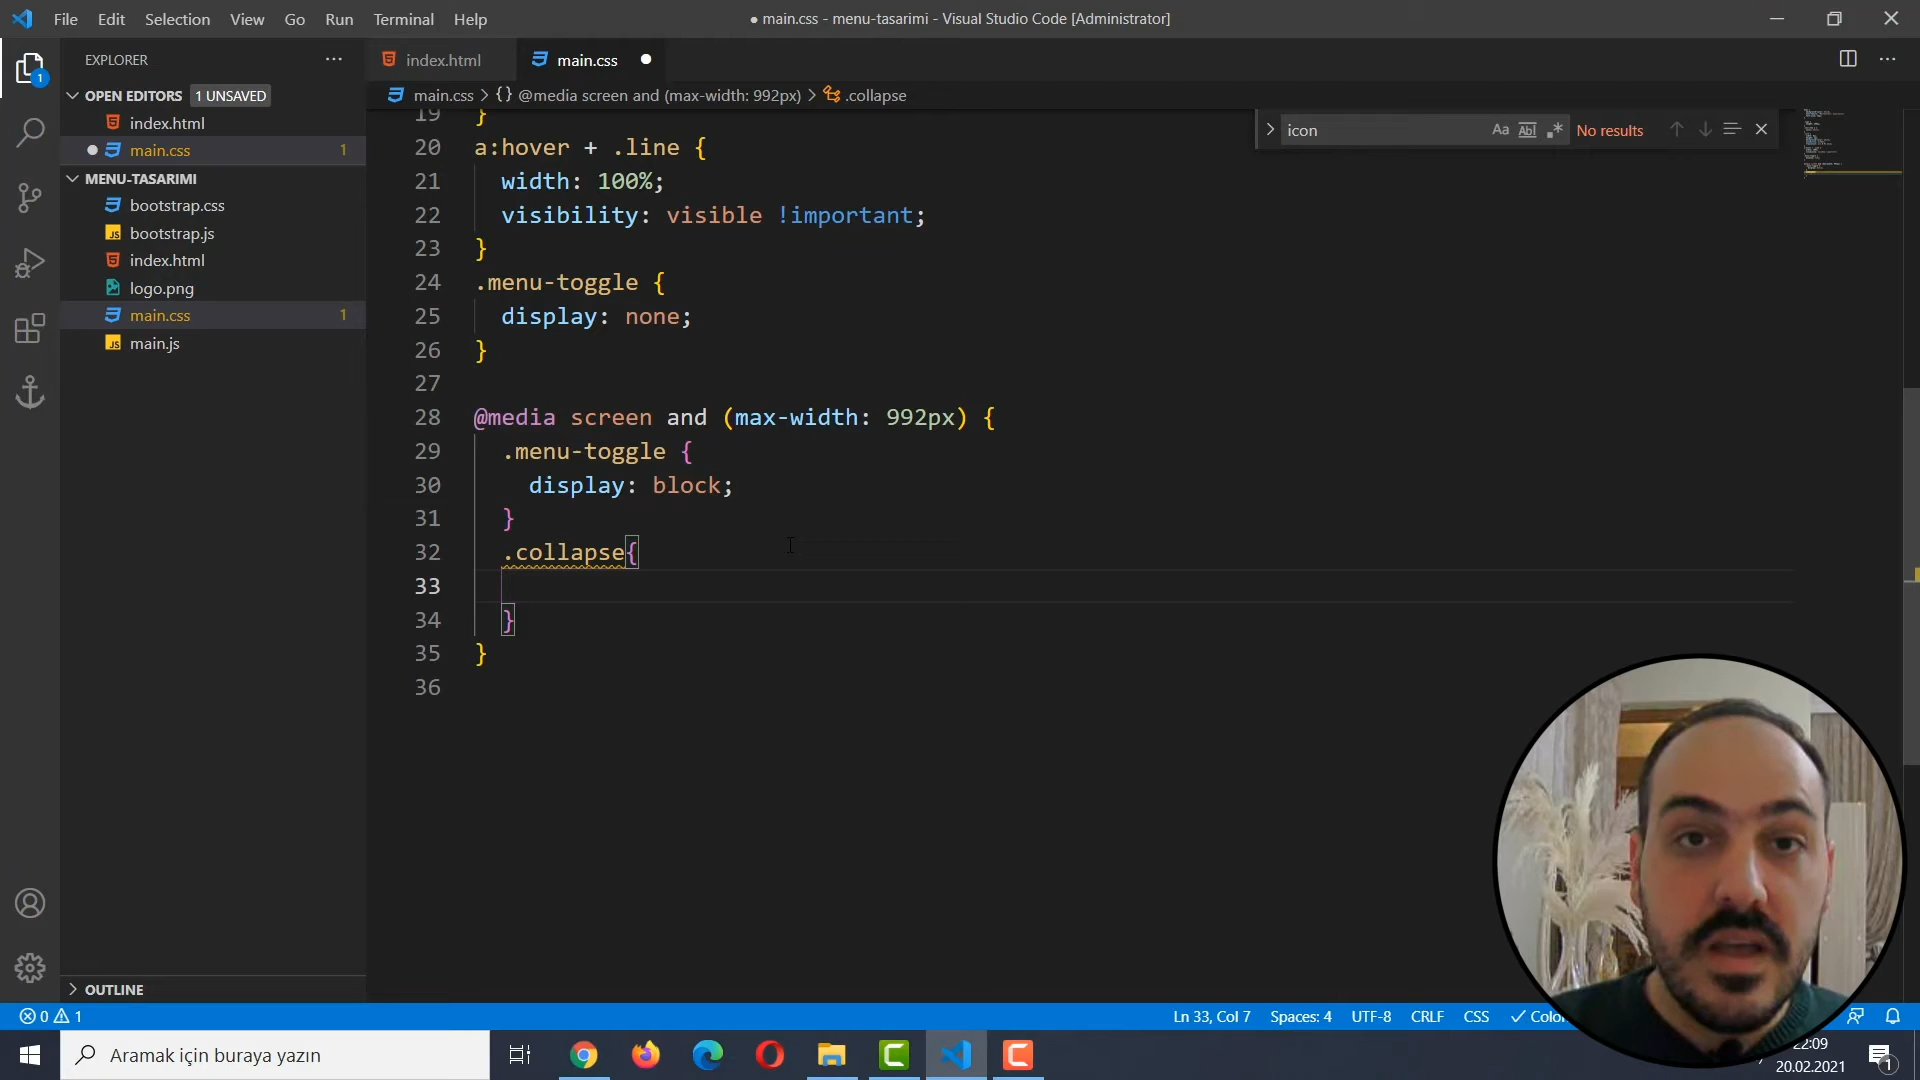 File Edit Selection View Go Run Terminal Help
● main.css - menu-tasarimi - Visual Studio Code [Administrator]
EXPLORER
index.html
main.css
OPEN EDITORS 1 UNSAVED
main.css > {} @media screen and (max-width: 992px) > .collapse
index.html
main.css 1
MENU-TASARIMI
bootstrap.css
bootstrap.js
index.html
logo.png
main.css 1
main.js
OUTLINE
icon
Aa Abl .* No results
19 }
20 a:hover + .line {
21 width: 100%;
22 visibility: visible !important;
23 }
24 .menu-toggle {
25 display: none;
26 }
27
28 @media screen and (max-width: 992px) {
29 .menu-toggle {
30 display: block;
31 }
32 .collapse{
33
34 }
35 }
36
0 1
Ln 33, Col 7 Spaces: 4 UTF-8 CRLF CSS
Aramak için buraya yazın
22:09
20.02.2021
1